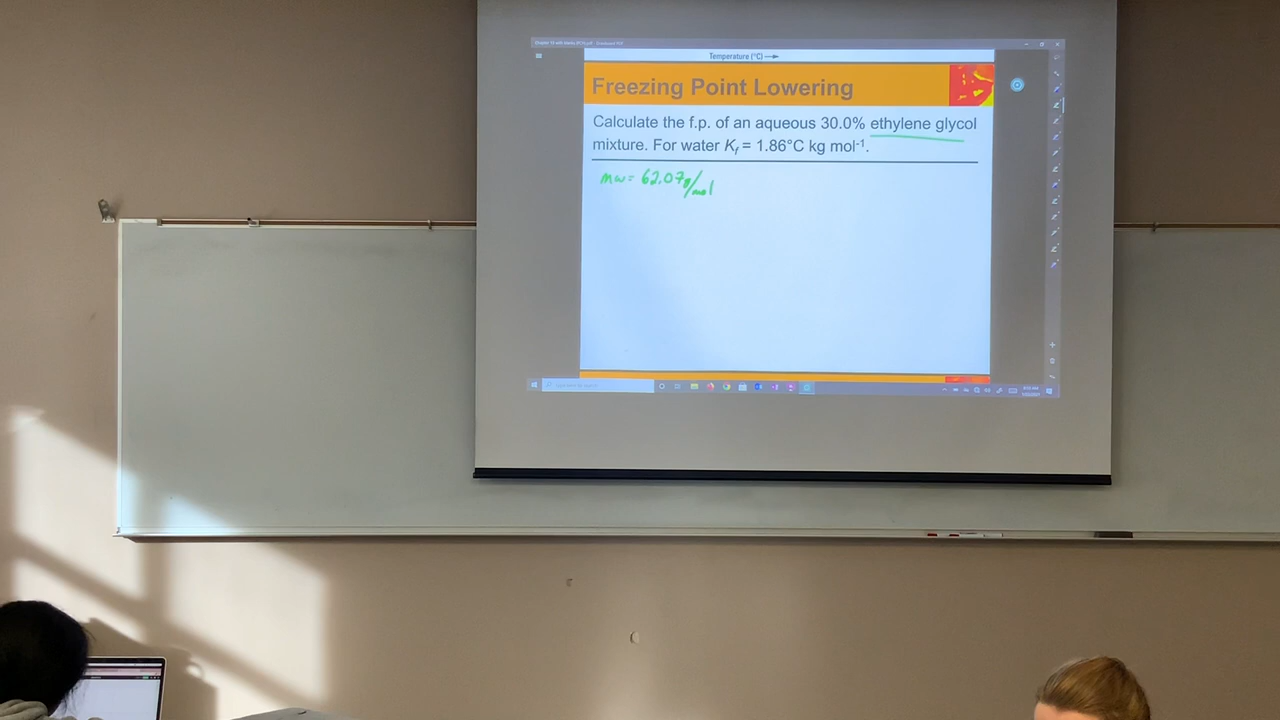 Temperature (°C) →
Freezing Point Lowering
Calculate the f.p. of an aqueous 30.0% ethylene glycol
mixture. For water Kf = 1.86°C kg mol-1.
mw= 62.07g/mol